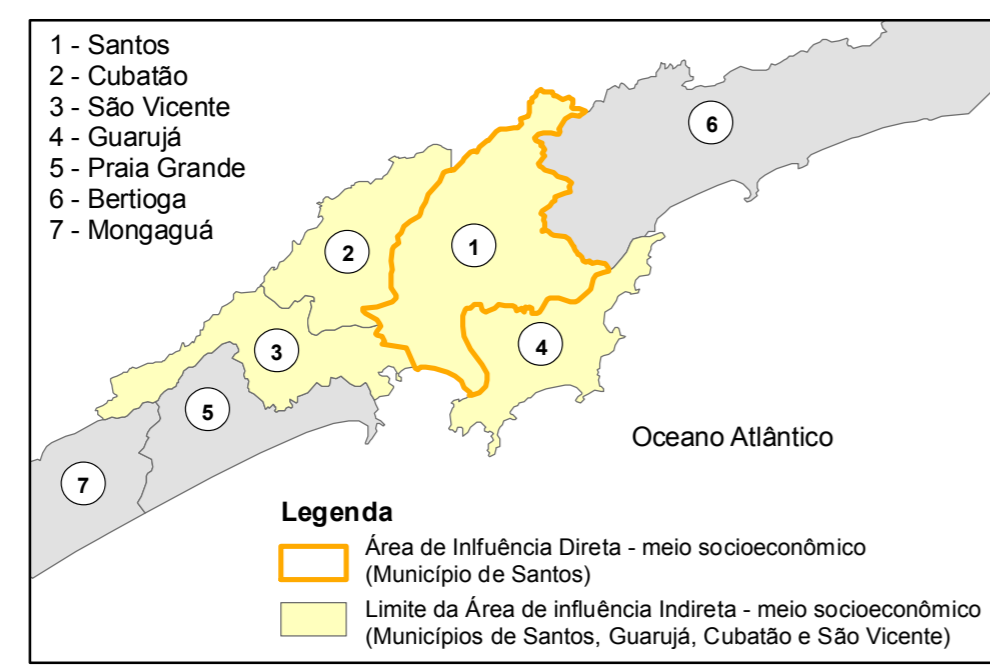 1 - Santos
2 - Cubatão
3 - São Vicente
4 - Guarujá
5 - Praia Grande
6 - Bertioga
7 - Mongaguá
6
1
2
4
3
5
7
Oceano Atlântico
Legenda
Área de Inlfuência Direta - meio socioeconômico
(Município de Santos)
Limite da Área de influência Indireta - meio socioeconômico
(Municípios de Santos, Guarujá, Cubatão e São Vicente)